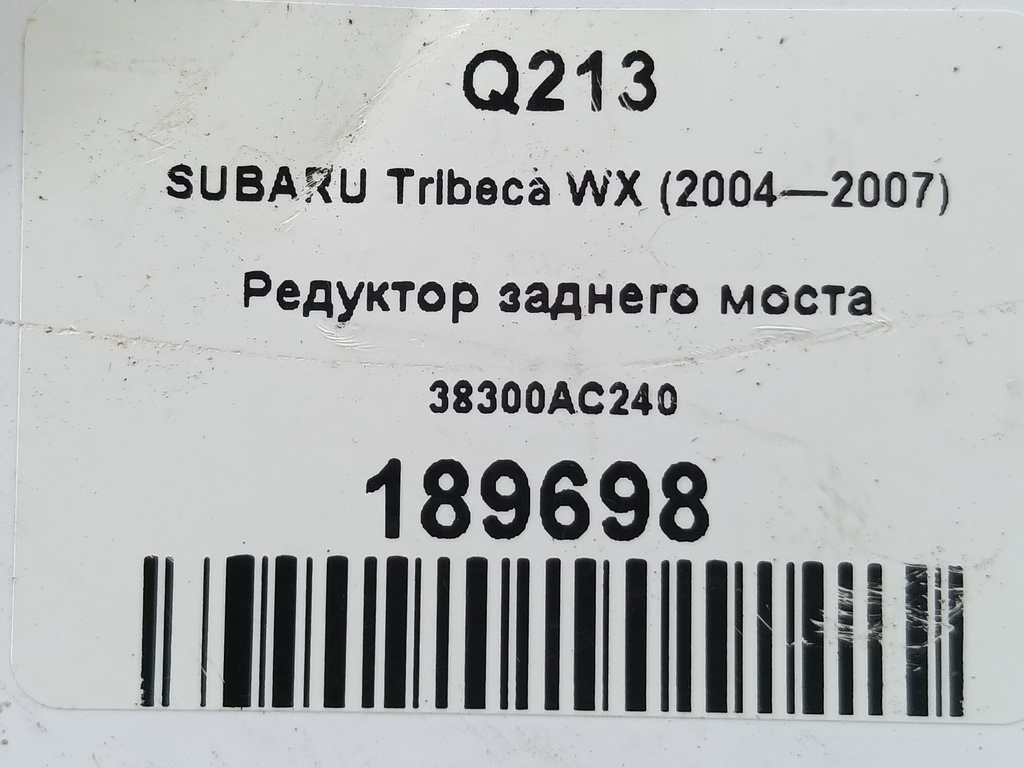 Q213
SUBARU Tribeca WX (2004—2007)
Редуктор заднего моста
38300AC240
189698